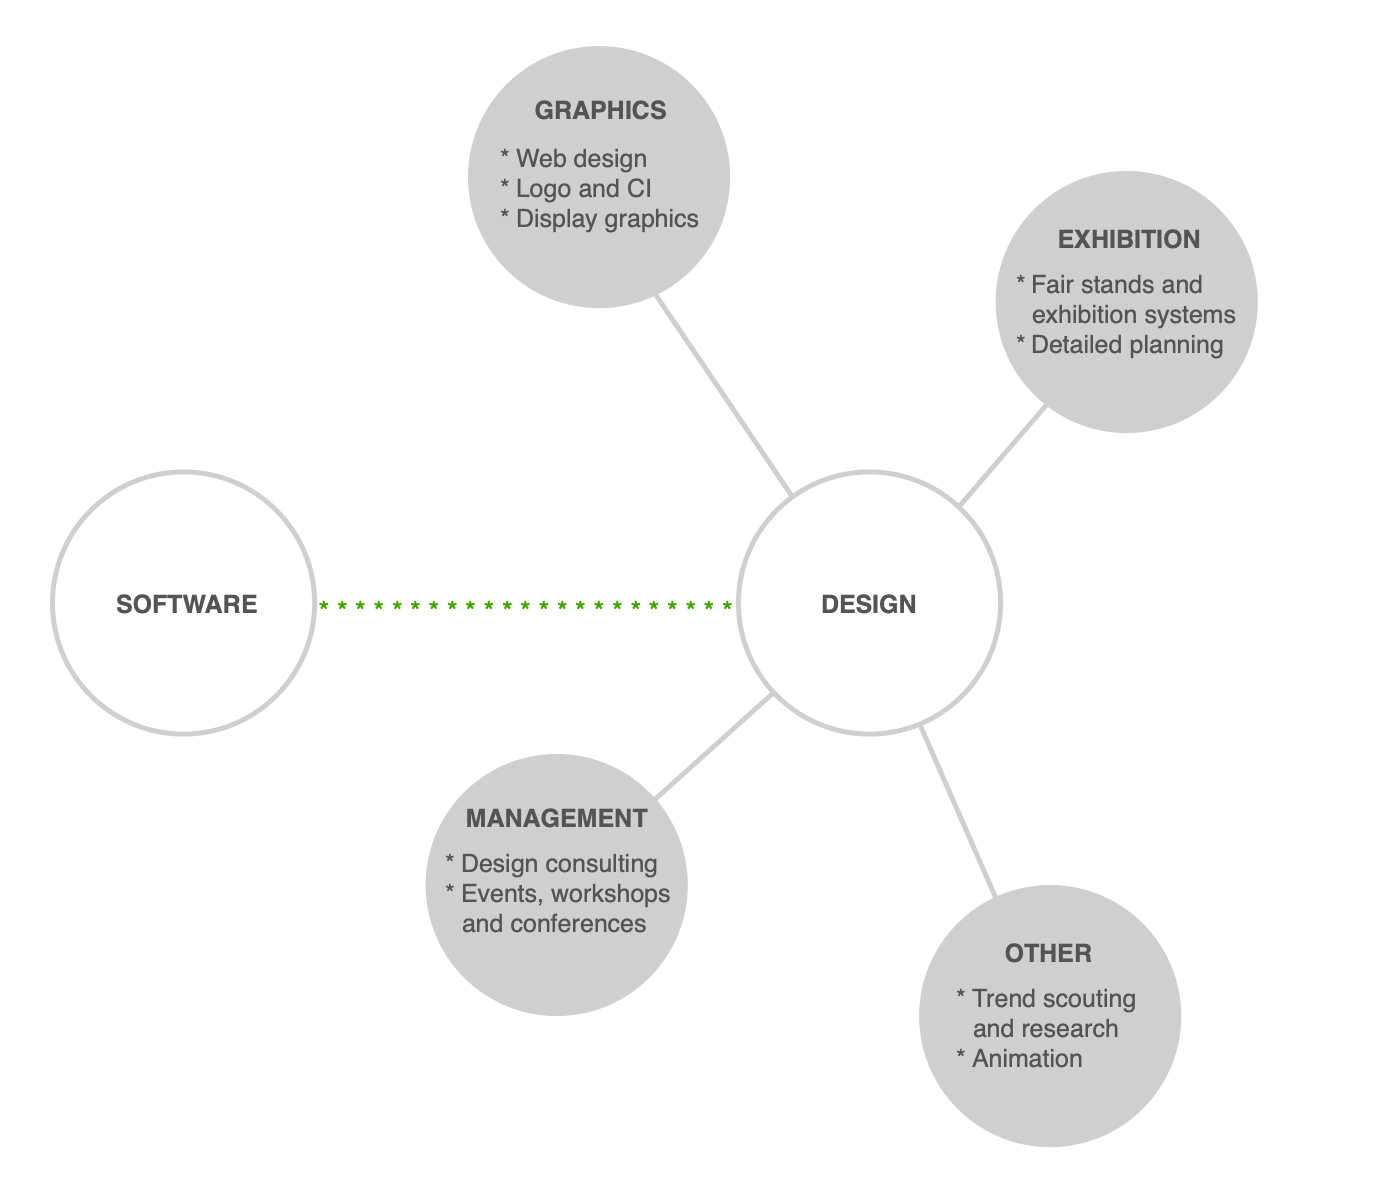 GRAPHICS
* Web design
* Logo and CI
* Display graphics
EXHIBITION
* Fair stands and
exhibition systems
* Detailed planning
SOFTWARE
* * * * * * * * * * * * * * * * * * * * * * *
DESIGN
MANAGEMENT
* Design consulting
* Events, workshops
and conferences
OTHER
* Trend scouting
and research
* Animation